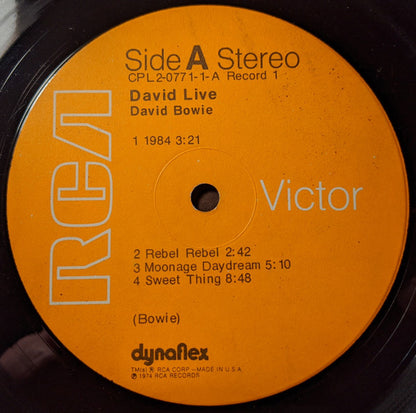 Side A Stereo
CPL2-0771-1-A Record 1
David Live
David Bowie
1 1984 3:21
RCA
Victor
2 Rebel Rebel 2:42
3 Moonage Daydream 5:10
4 Sweet Thing 8:48
(Bowie)
dynaflex
TM(s) ® RCA CORP.-MADE IN U.S.A.
℗ 1974 RCA RECORDS